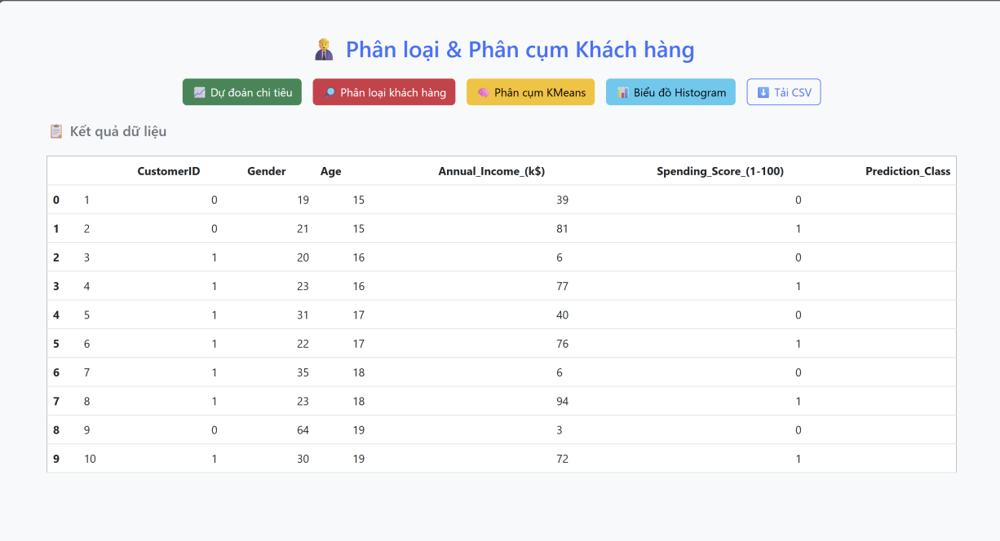 Phân loại & Phân cụm Khách hàng
Dự đoán chi tiêu Phân loại khách hàng Phân cụm KMeans Biểu đồ Histogram Tải CSV
Kết quả dữ liệu
CustomerID Gender Age Annual_Income_(k$) Spending_Score_(1-100) Prediction_Class
0 1 0 19 15 39 0
1 2 0 21 15 81 1
2 3 1 20 16 6 0
3 4 1 23 16 77 1
4 5 1 31 17 40 0
5 6 1 22 17 76 1
6 7 1 35 18 6 0
7 8 1 23 18 94 1
8 9 0 64 19 3 0
9 10 1 30 19 72 1